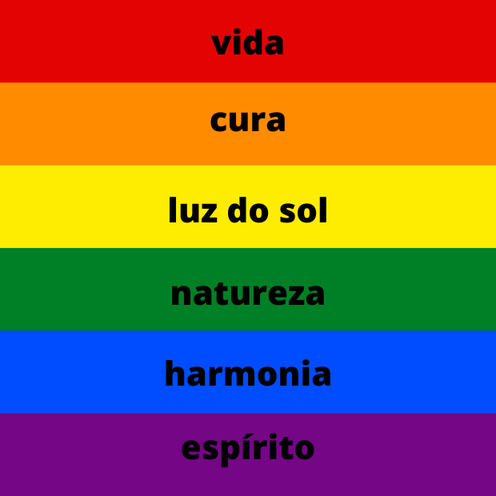 vida
cura
luz do sol
natureza
harmonia
espírito